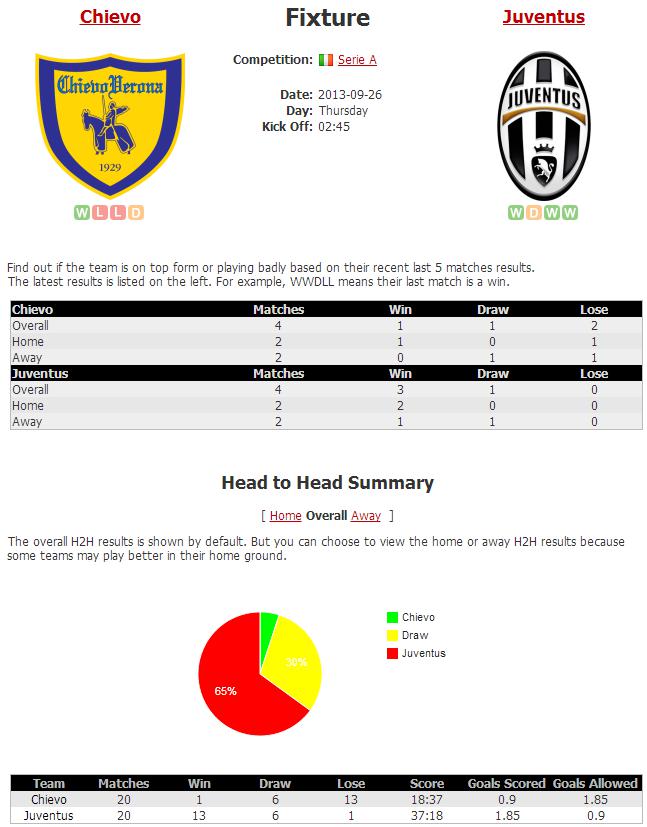 Chievo Fixture Juventus
Competition: Serie A
ChievoVerona
1929
JUVENTUS
Date: 2013-09-26
Day: Thursday
Kick Off: 02:45
W L L D
W D W W
Find out if the team is on top form or playing badly based on their recent last 5 matches results.
The latest results is listed on the left. For example, WWDLL means their last match is a win.
Chievo Matches Win Draw Lose
Overall 4 1 1 2
Home 2 1 0 1
Away 2 0 1 1
Juventus Matches Win Draw Lose
Overall 4 3 1 0
Home 2 2 0 0
Away 2 1 1 0
Head to Head Summary
[ Home Overall Away ]
The overall H2H results is shown by default. But you can choose to view the home or away H2H results because
some teams may play better in their home ground.
Chievo
Draw
Juventus
30%
65%
Team Matches Win Draw Lose Score Goals Scored Goals Allowed
Chievo 20 1 6 13 18:37 0.9 1.85
Juventus 20 13 6 1 37:18 1.85 0.9